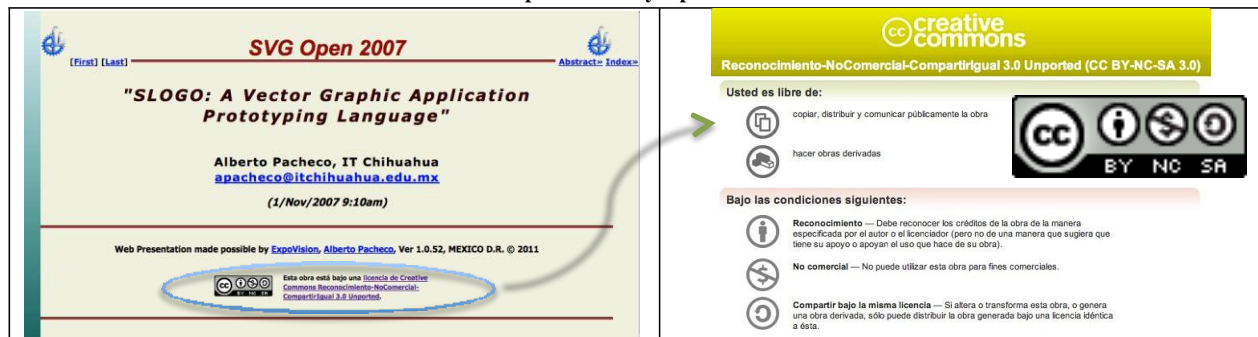 SVG Open 2007
[First] [Last]
Abstract» Index»
"SLOGO: A Vector Graphic Application
Prototyping Language"
Alberto Pacheco, IT Chihuahua
apacheco@itchihuahua.edu.mx
(1/Nov/2007 9:10am)
Web Presentation made possible by ExpoVision, Alberto Pacheco, Ver 1.0.52, MEXICO D.R. © 2011
cc
BY NC SA
Esta obra está bajo una licencia de Creative
Commons Reconocimiento-NoComercial-
CompartirIgual 3.0 Unported.
cc creative
commons
Reconocimiento-NoComercial-CompartirIgual 3.0 Unported (CC BY-NC-SA 3.0)
Usted es libre de:
copiar, distribuir y comunicar públicamente la obra
hacer obras derivadas
cc
BY NC SA
Bajo las condiciones siguientes:
Reconocimiento — Debe reconocer los créditos de la obra de la manera
especificada por el autor o el licenciador (pero no de una manera que sugiera que
tiene su apoyo o apoyan el uso que hace de su obra).
No comercial — No puede utilizar esta obra para fines comerciales.
Compartir bajo la misma licencia — Si altera o transforma esta obra, o genera
una obra derivada, sólo puede distribuir la obra generada bajo una licencia idéntica
a ésta.